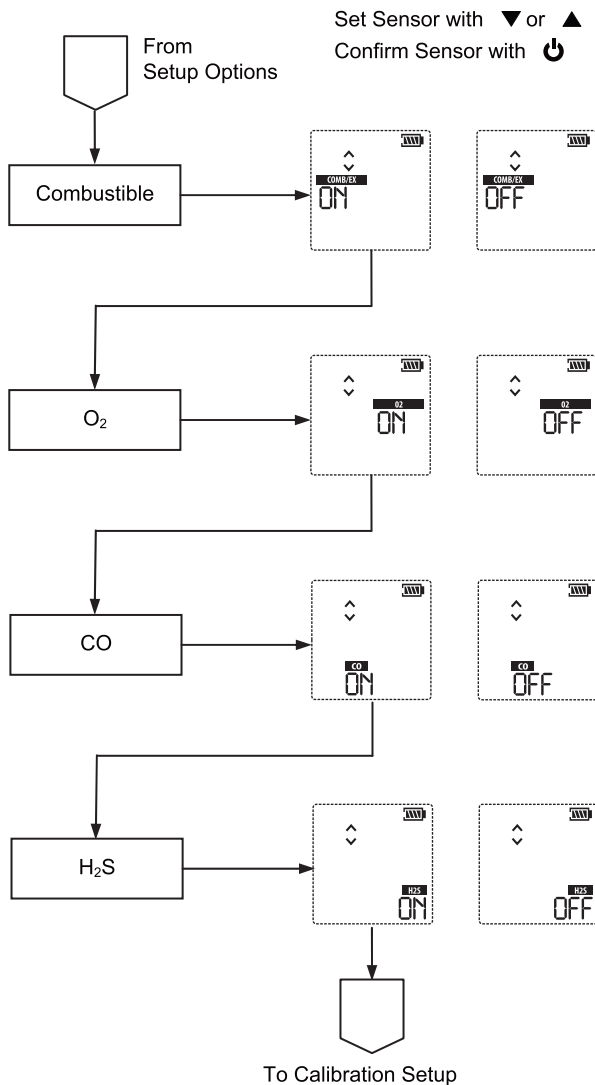 Set Sensor with ▼ or ▲
Confirm Sensor with
From
Setup Options
Combustible
COMB/EX
ON
COMB/EX
OFF
O₂
O2
ON
O2
OFF
CO
CO
ON
CO
OFF
H₂S
H2S
ON
H2S
OFF
To Calibration Setup